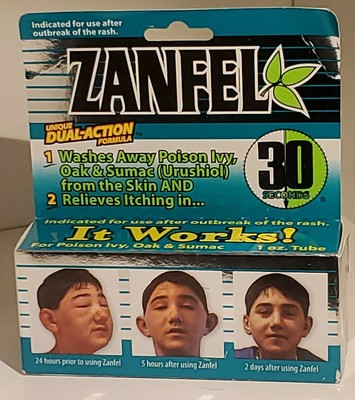 Indicated for use after
outbreak of the rash.
ZANFEL
UNIQUE
DUAL-ACTION
FORMULA
1 Washes Away Poison Ivy,
Oak & Sumac (Urushiol)
from the Skin AND
2 Relieves Itching in...
30
SECONDS
Indicated for use after outbreak of the rash.
It Works!
For Poison Ivy, Oak & Sumac 1 oz. Tube
24 hours prior to using Zanfel
5 hours after using Zanfel
2 days after using Zanfel